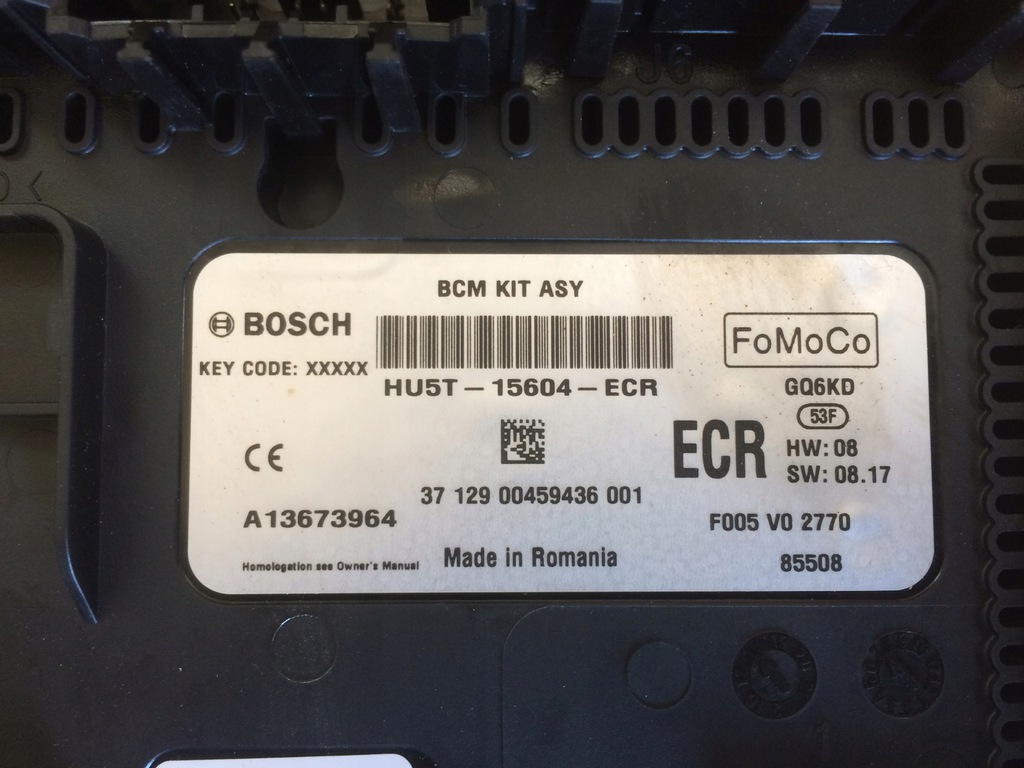 J6
BCM KIT ASY
BOSCH
FoMoCo
KEY CODE: XXXXX
HU5T-15604-ECR
GQ6KD
53F
ECR
HW: 08
CE
SW: 08.17
37 129 00459436 001
A13673964
F005 V0 2770
Homologation see Owner's Manual
Made in Romania
85508